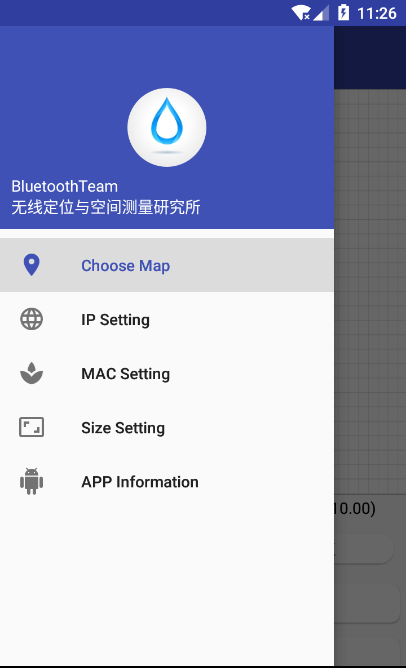 11:26
BluetoothTeam
无线定位与空间测量研究所
Choose Map
IP Setting
MAC Setting
Size Setting
APP Information
10.00)